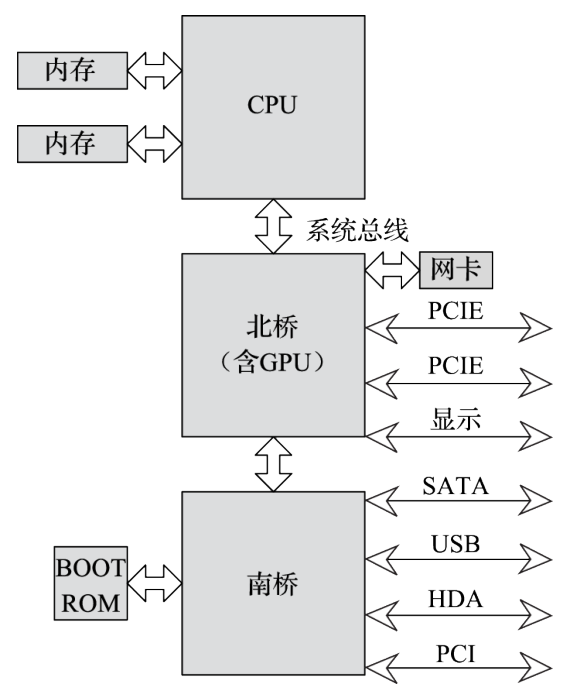 内存
CPU
内存
系统总线
网卡
北桥
（含GPU）
PCIE
PCIE
显示
SATA
USB
BOOT
ROM
南桥
HDA
PCI